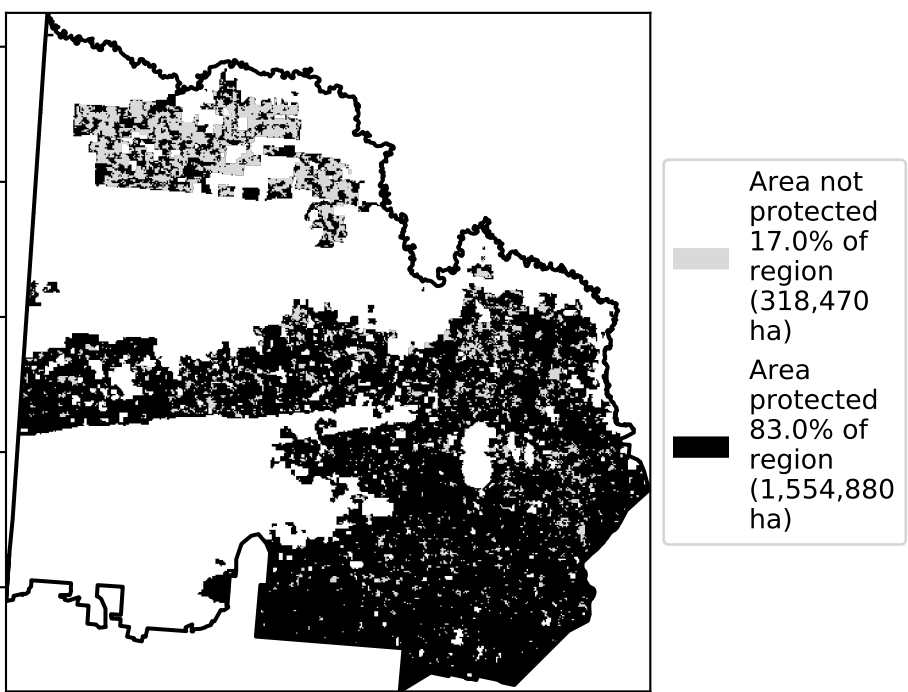 Area not
protected
17.0% of
region
(318,470
ha)
Area
protected
83.0% of
region
(1,554,880
ha)